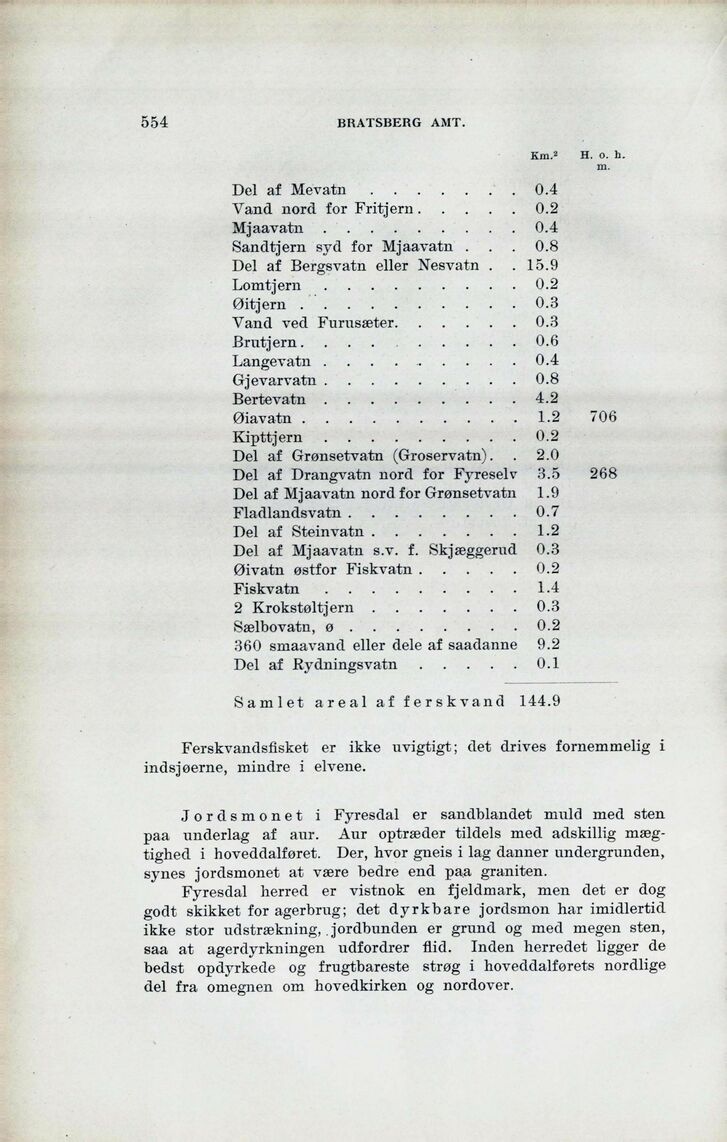 554 BRATSBERG AMT.
Km.² H. o. h.
m.
Del af Mevatn . . . . . . . 0.4
Vand nord for Fritjern . . . . . 0.2
Mjaavatn . . . . . . . . . 0.4
Sandtjern syd for Mjaavatn . . . 0.8
Del af Bergsvatn eller Nesvatn . . 15.9
Lomtjern . . . . . . . . . 0.2
Øitjern . . . . . . . . . . 0.3
Vand ved Furusæter. . . . . . 0.3
Brutjern. . . . . . . . . . 0.6
Langevatn . . . . . . . . . 0.4
Gjevarvatn . . . . . . . . . 0.8
Bertevatn . . . . . . . . . 4.2
Øiavatn . . . . . . . . . . 1.2 706
Kipttjern . . . . . . . . . 0.2
Del af Grønsetvatn (Groservatn). . 2.0
Del af Drangvatn nord for Fyreselv 3.5 268
Del af Mjaavatn nord for Grønsetvatn 1.9
Fladlandsvatn . . . . . . . . 0.7
Del af Steinvatn . . . . . . . 1.2
Del af Mjaavatn s.v. f. Skjæggerud 0.3
Øivatn østfor Fiskvatn . . . . . 0.2
Fiskvatn . . . . . . . . . 1.4
2 Krokstøltjern . . . . . . . 0.3
Sælbovatn, ø . . . . . . . . 0.2
360 smaavand eller dele af saadanne 9.2
Del af Rydningsvatn . . . . . 0.1
Samlet areal af ferskvand 144.9
Ferskvandsfisket er ikke uvigtigt; det drives fornemmelig i
indsjøerne, mindre i elvene.
Jordsmonet i Fyresdal er sandblandet muld med sten
paa underlag af aur. Aur optræder tildels med adskillig mæg-
tighed i hoveddalføret. Der, hvor gneis i lag danner undergrunden,
synes jordsmonet at være bedre end paa graniten.
Fyresdal herred er vistnok en fjeldmark, men det er dog
godt skikket for agerbrug; det dyrkbare jordsmon har imidlertid
ikke stor udstrækning, jordbunden er grund og med megen sten,
saa at agerdyrkningen udfordrer flid. Inden herredet ligger de
bedst opdyrkede og frugtbareste strøg i hoveddalførets nordlige
del fra omegnen om hovedkirken og nordover.